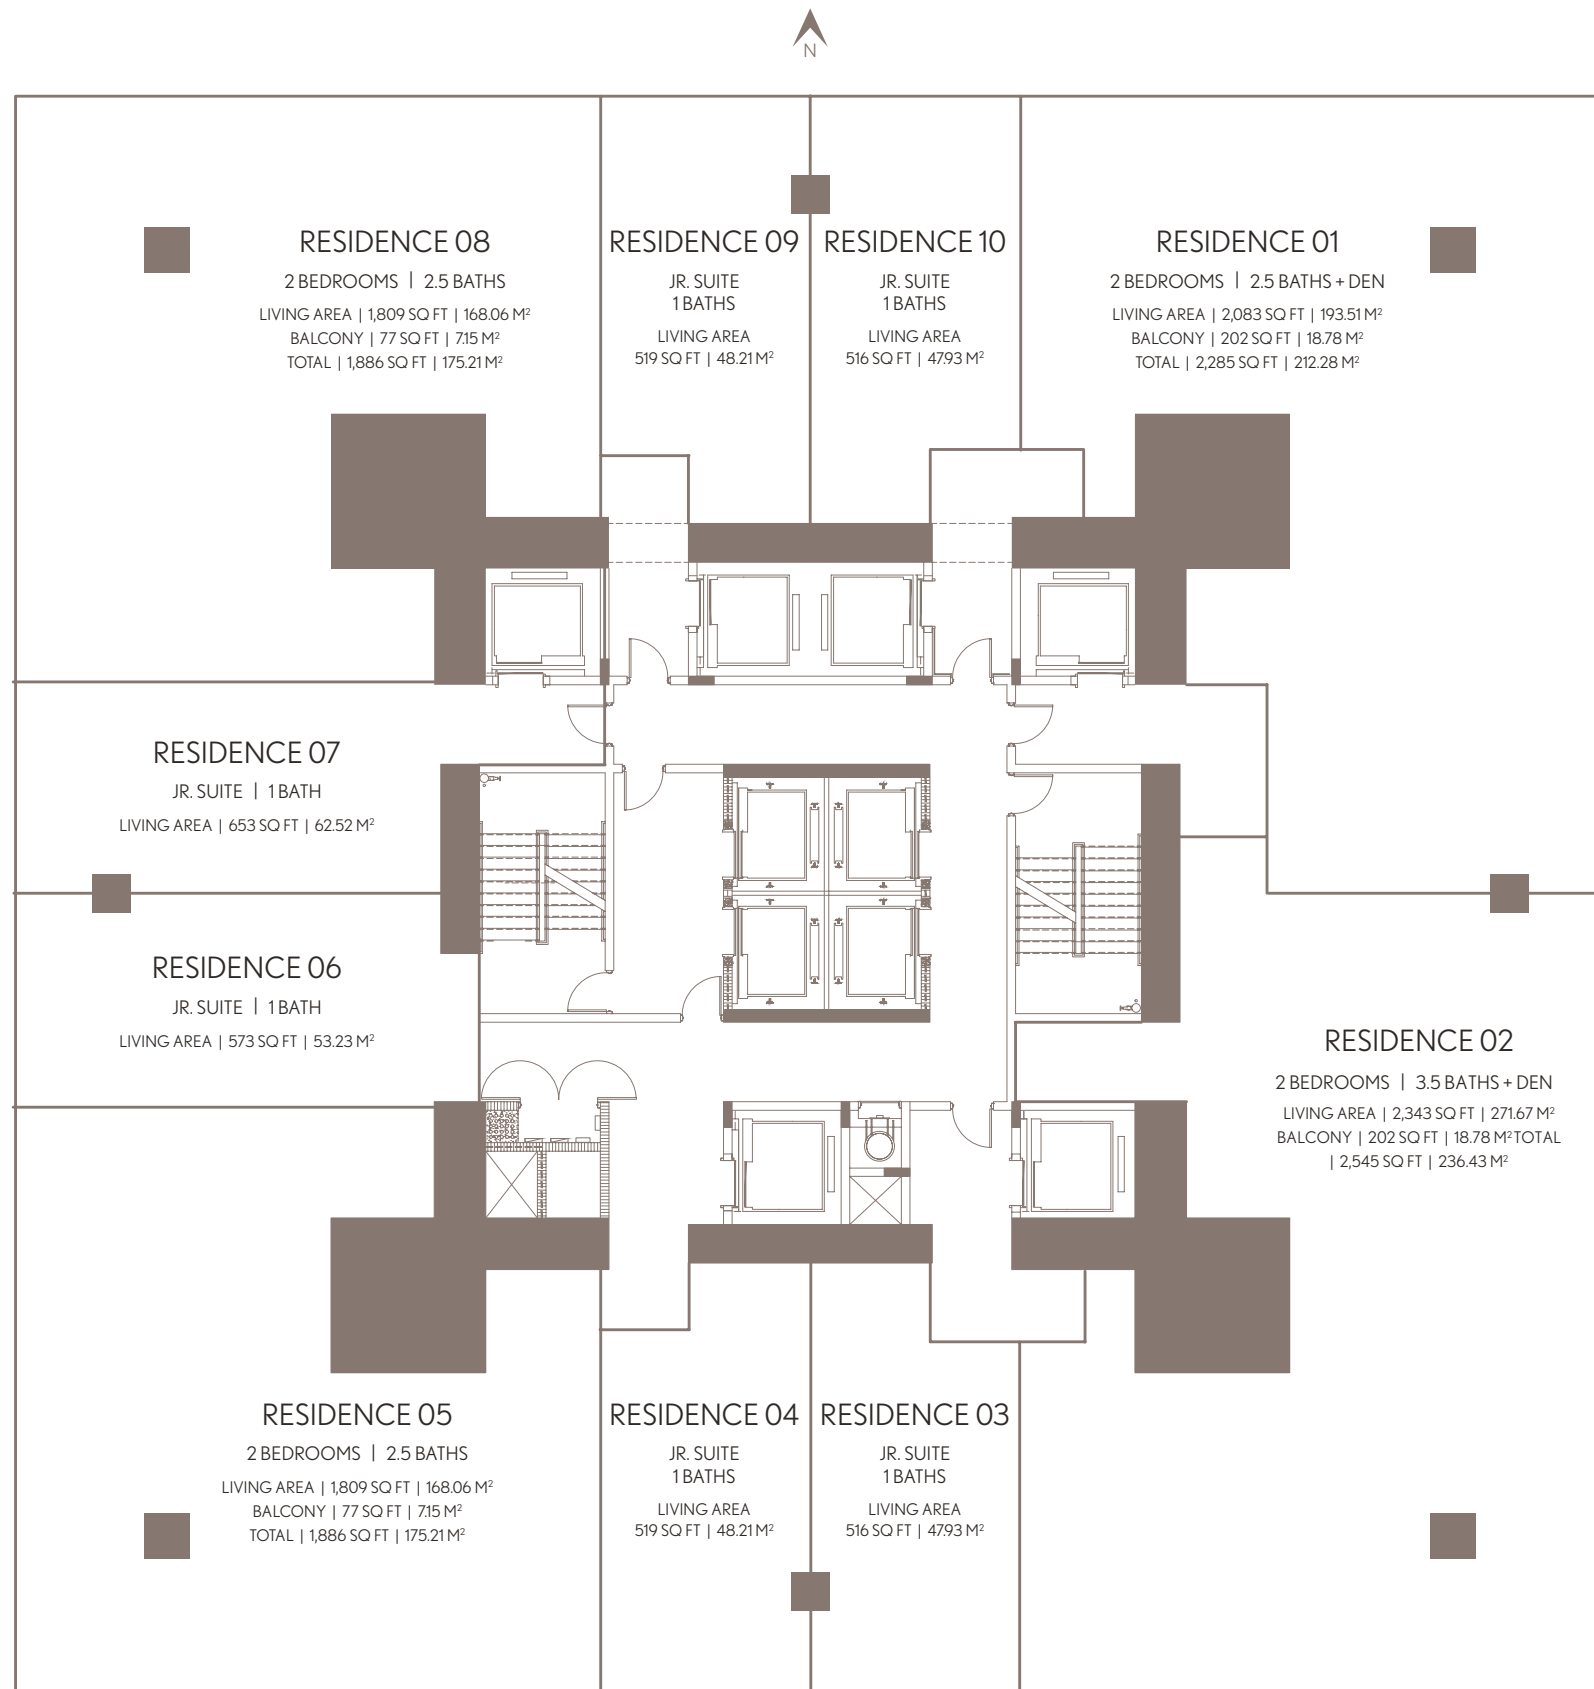 N
RESIDENCE 08
2 BEDROOMS | 2.5 BATHS
LIVING AREA | 1,809 SQ FT | 168.06 M²
BALCONY | 77 SQ FT | 7.15 M²
TOTAL | 1,886 SQ FT | 175.21 M²
RESIDENCE 09
JR. SUITE
1 BATHS
LIVING AREA
519 SQ FT | 48.21 M²
RESIDENCE 10
JR. SUITE
1 BATHS
LIVING AREA
516 SQ FT | 47.93 M²
RESIDENCE 01
2 BEDROOMS | 2.5 BATHS + DEN
LIVING AREA | 2,083 SQ FT | 193.51 M²
BALCONY | 202 SQ FT | 18.78 M²
TOTAL | 2,285 SQ FT | 212.28 M²
RESIDENCE 07
JR. SUITE | 1 BATH
LIVING AREA | 653 SQ FT | 62.52 M²
RESIDENCE 06
JR. SUITE | 1 BATH
LIVING AREA | 573 SQ FT | 53.23 M²
RESIDENCE 02
2 BEDROOMS | 3.5 BATHS + DEN
LIVING AREA | 2,343 SQ FT | 271.67 M²
BALCONY | 202 SQ FT | 18.78 M² TOTAL
| 2,545 SQ FT | 236.43 M²
RESIDENCE 05
2 BEDROOMS | 2.5 BATHS
LIVING AREA | 1,809 SQ FT | 168.06 M²
BALCONY | 77 SQ FT | 7.15 M²
TOTAL | 1,886 SQ FT | 175.21 M²
RESIDENCE 04
JR. SUITE
1 BATHS
LIVING AREA
519 SQ FT | 48.21 M²
RESIDENCE 03
JR. SUITE
1 BATHS
LIVING AREA
516 SQ FT | 47.93 M²